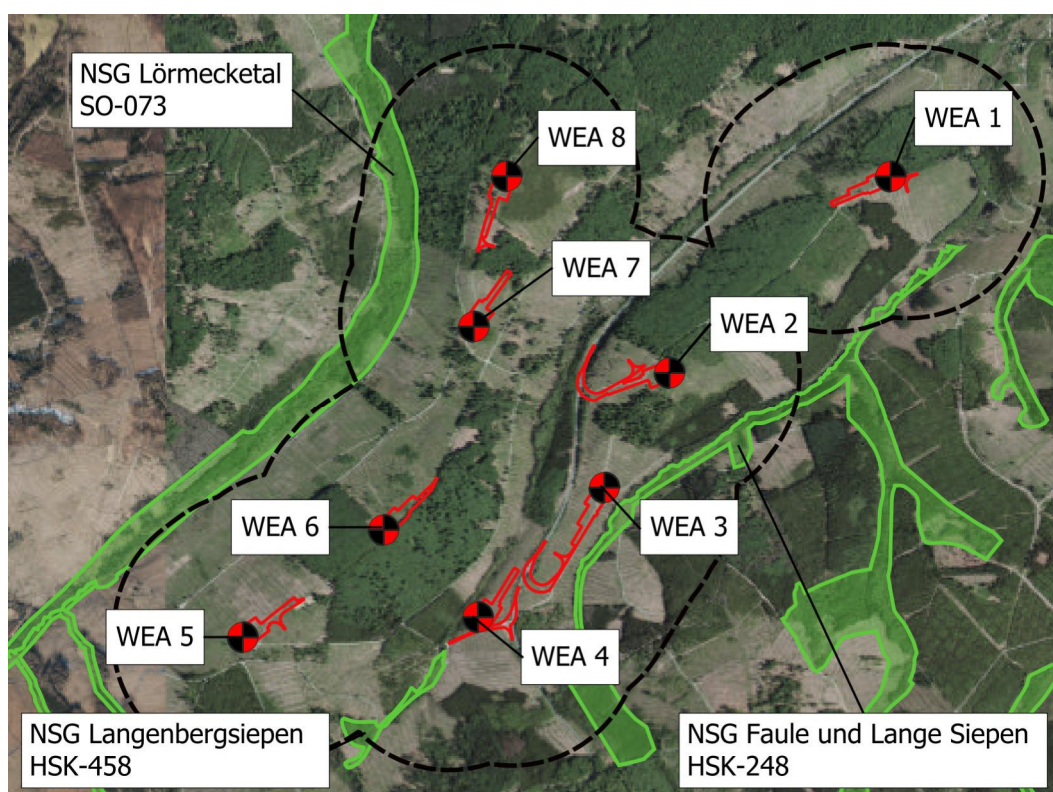 NSG Lörmecketal
SO-073
WEA 8
WEA 1
WEA 7
WEA 2
WEA 6
WEA 3
WEA 5
WEA 4
NSG Langenbergsiepen
HSK-458
NSG Faule und Lange Siepen
HSK-248